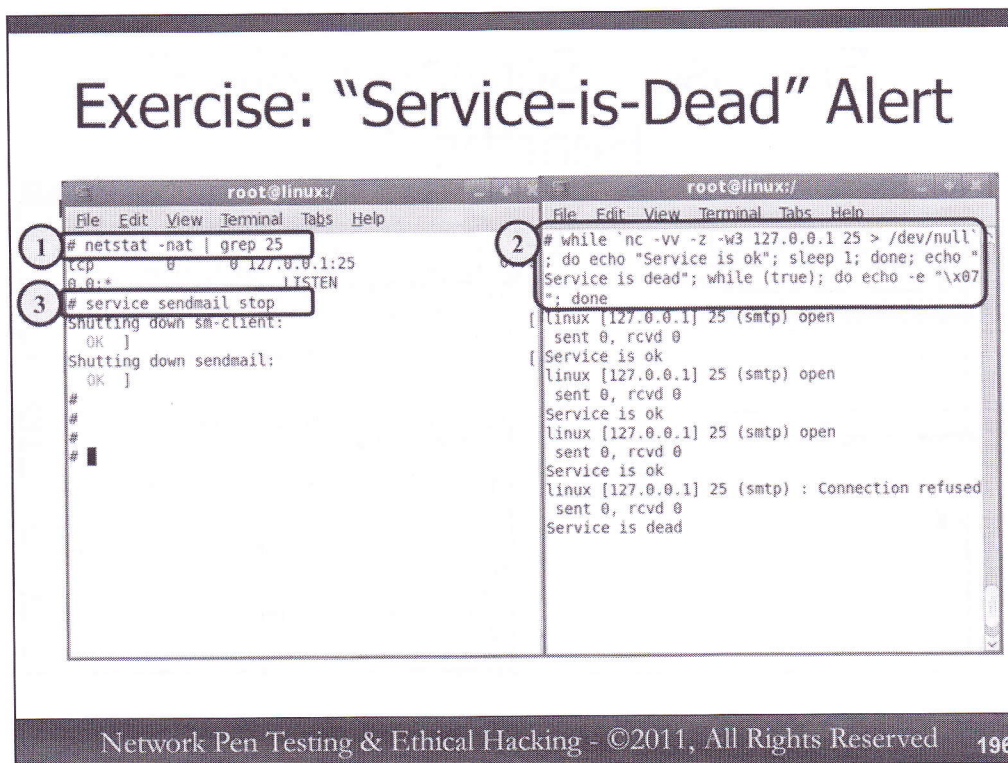 Exercise: “Service-is-Dead” Alert
root@linux:/
File Edit View Terminal Tabs Help
1
# netstat -nat | grep 25
tcp 0 0 127.0.0.1:25
0.0:* LISTEN
3
# service sendmail stop
Shutting down sm-client: [
OK ]
Shutting down sendmail: [
OK ]
#
#
#
#
root@linux:/
File Edit View Terminal Tabs Help
2
# while `nc -vv -z -w3 127.0.0.1 25 > /dev/null`
; do echo "Service is ok"; sleep 1; done; echo "
Service is dead"; while (true); do echo -e "\x07
"; done
linux [127.0.0.1] 25 (smtp) open
sent 0, rcvd 0
Service is ok
linux [127.0.0.1] 25 (smtp) open
sent 0, rcvd 0
Service is ok
linux [127.0.0.1] 25 (smtp) open
sent 0, rcvd 0
Service is ok
linux [127.0.0.1] 25 (smtp) : Connection refused
sent 0, rcvd 0
Service is dead
Network Pen Testing & Ethical Hacking - ©2011, All Rights Reserved 196